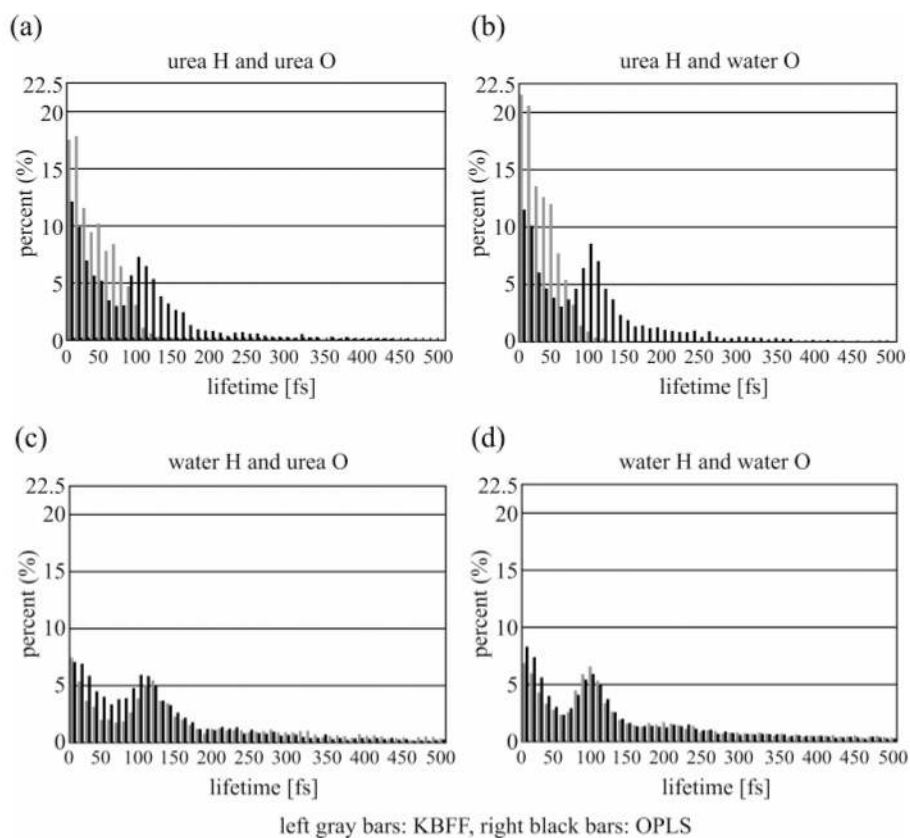 (a)
urea H and urea O
22.5
20
15
10
5
0
percent (%)
0 50 100 150 200 250 300 350 400 450 500
lifetime [fs]
(b)
urea H and water O
22.5
20
15
10
5
0
percent (%)
0 50 100 150 200 250 300 350 400 450 500
lifetime [fs]
(c)
water H and urea O
22.5
20
15
10
5
0
percent (%)
0 50 100 150 200 250 300 350 400 450 500
lifetime [fs]
(d)
water H and water O
22.5
20
15
10
5
0
percent (%)
0 50 100 150 200 250 300 350 400 450 500
lifetime [fs]
left gray bars: KBFF, right black bars: OPLS